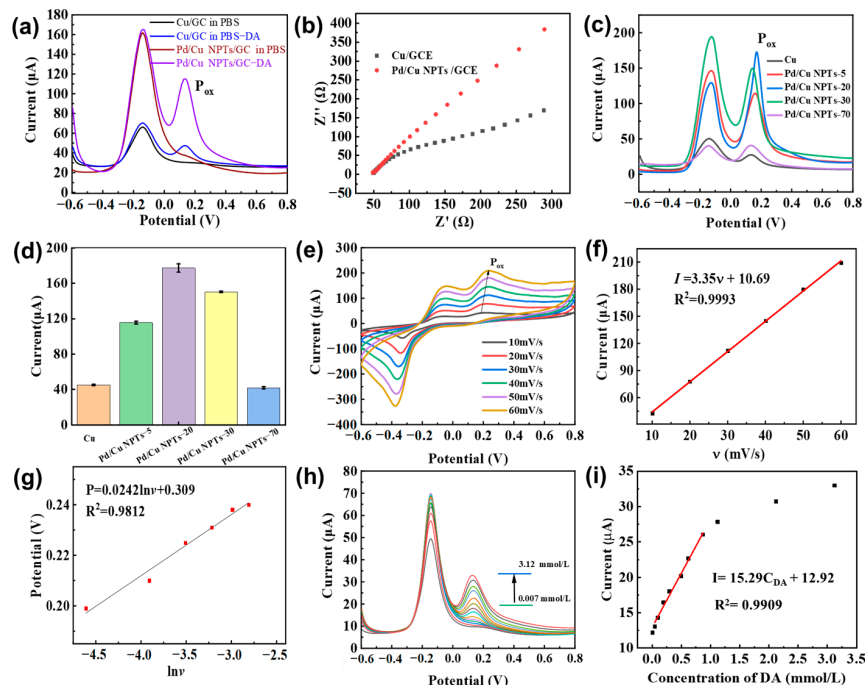 (a)
Cu/GC in PBS
Cu/GC in PBS-DA
Pd/Cu NPTs/GC in PBS
Pd/Cu NPTs/GC-DA
Pox
Current (μA)
180
160
140
120
100
80
60
40
20
0
−0.6 −0.4 −0.2 0.0 0.2 0.4 0.6 0.8
Potential (V)
(b)
Cu/GCE
Pd/Cu NPTs /GCE
Z'' (Ω)
400
350
300
250
200
150
100
50
0
−50
0 50 100 150 200 250 300 350
Z' (Ω)
(c)
Pox
Cu
Pd/Cu NPTs-5
Pd/Cu NPTs-20
Pd/Cu NPTs-30
Pd/Cu NPTs-70
Current (μA)
200
150
100
50
0
−0.6 −0.4 −0.2 0.0 0.2 0.4 0.6 0.8
Potential (V)
(d)
Current(μA)
200
160
120
80
40
0
Cu
Pd/Cu NPTs-5
Pd/Cu NPTs-20
Pd/Cu NPTs-30
Pd/Cu NPTs-70
(e)
Pox
10mV/s
20mV/s
30mV/s
40mV/s
50mV/s
60mV/s
Current (μA)
300
200
100
0
−100
−200
−300
−400
−0.6 −0.4 −0.2 0.0 0.2 0.4 0.6 0.8
Potential (V)
(f)
I =3.35ν + 10.69
R²=0.9993
Current (μA)
210
180
150
120
90
60
10 20 30 40 50 60
ν (mV/s)
(g)
P=0.0242lnν+0.309
R²=0.9812
Potential (V)
0.24
0.22
0.20
−4.5 −4.0 −3.5 −3.0 −2.5
lnν
(h)
3.12 mmol/L
0.007 mmol/L
Current (μA)
80
70
60
50
40
30
20
10
0
−0.6 −0.4 −0.2 0.0 0.2 0.4 0.6 0.8
Potential (V)
(i)
I= 15.29CDA + 12.92
R²= 0.9909
Current (μA)
35
30
25
20
15
10
0.0 0.5 1.0 1.5 2.0 2.5 3.0 3.5
Concentration of DA (mmol/L)